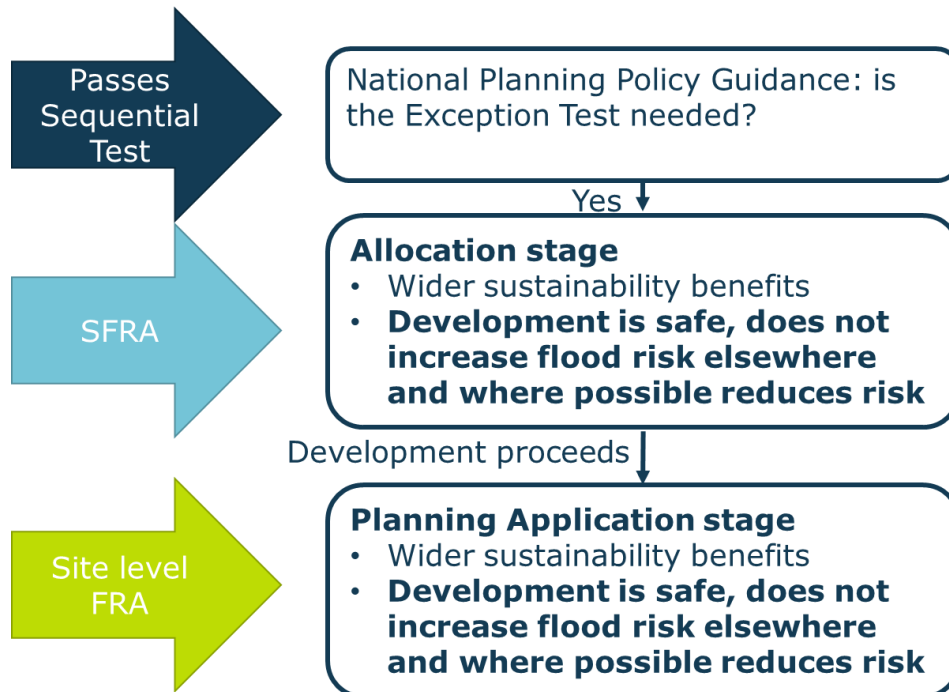 Passes
Sequential
Test
National Planning Policy Guidance: is
the Exception Test needed?
Yes
SFRA
Allocation stage
• Wider sustainability benefits
• Development is safe, does not
increase flood risk elsewhere
and where possible reduces risk
Development proceeds
Site level
FRA
Planning Application stage
• Wider sustainability benefits
• Development is safe, does not
increase flood risk elsewhere
and where possible reduces risk